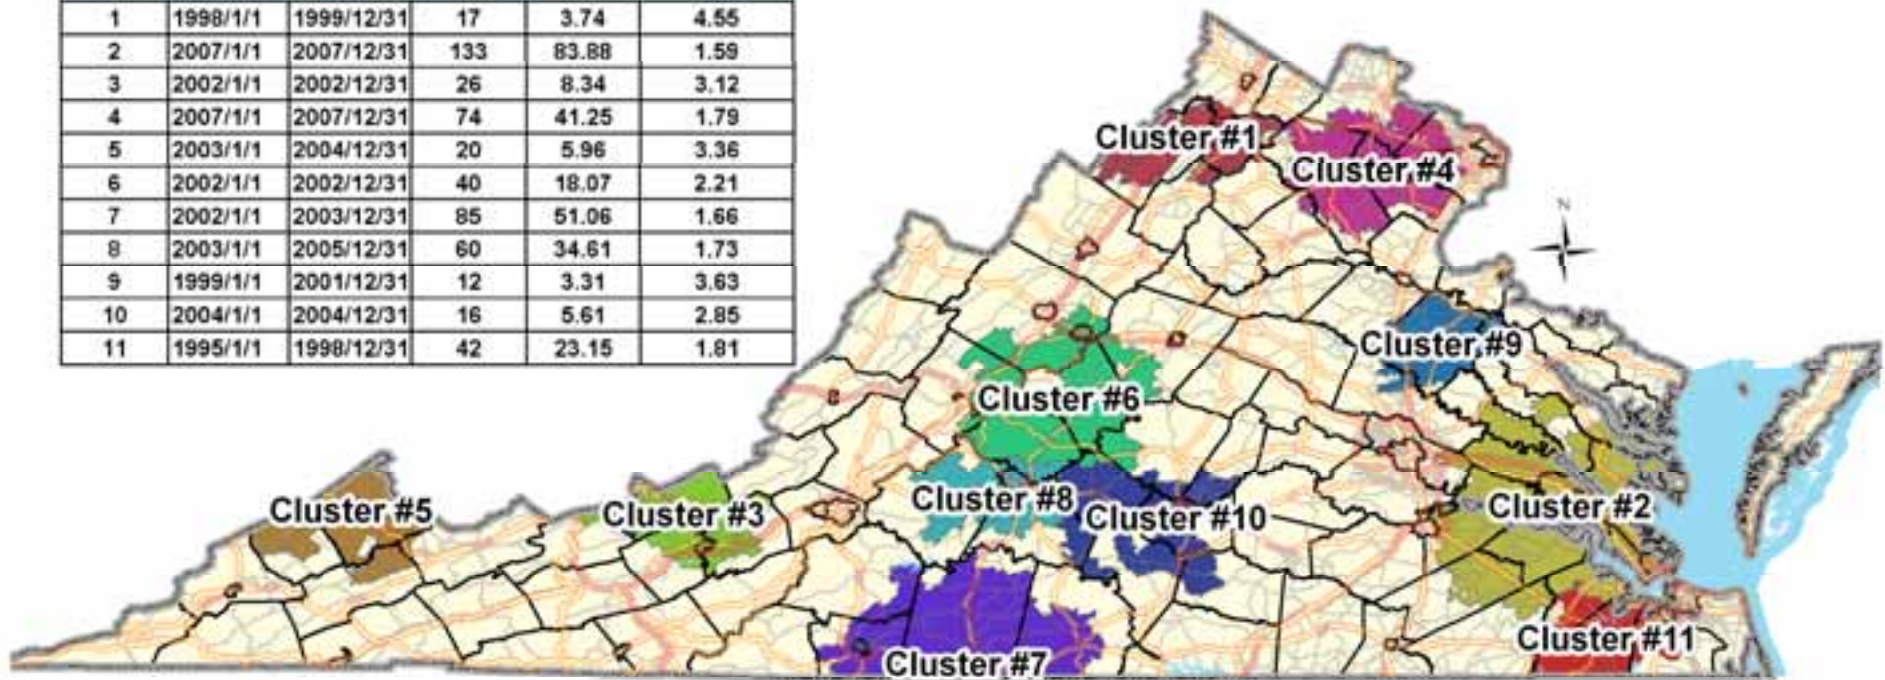 1 1998/1/1 1999/12/31 17 3.74 4.55
2 2007/1/1 2007/12/31 133 83.88 1.59
3 2002/1/1 2002/12/31 26 8.34 3.12
4 2007/1/1 2007/12/31 74 41.25 1.79
5 2003/1/1 2004/12/31 20 5.96 3.36
6 2002/1/1 2002/12/31 40 18.07 2.21
7 2002/1/1 2003/12/31 85 51.06 1.66
8 2003/1/1 2005/12/31 60 34.61 1.73
9 1999/1/1 2001/12/31 12 3.31 3.63
10 2004/1/1 2004/12/31 16 5.61 2.85
11 1995/1/1 1998/12/31 42 23.15 1.81
Cluster #1
Cluster #4
N
Cluster #9
Cluster #6
Cluster #5
Cluster #3
Cluster #8
Cluster #10
Cluster #2
Cluster #7
Cluster #11